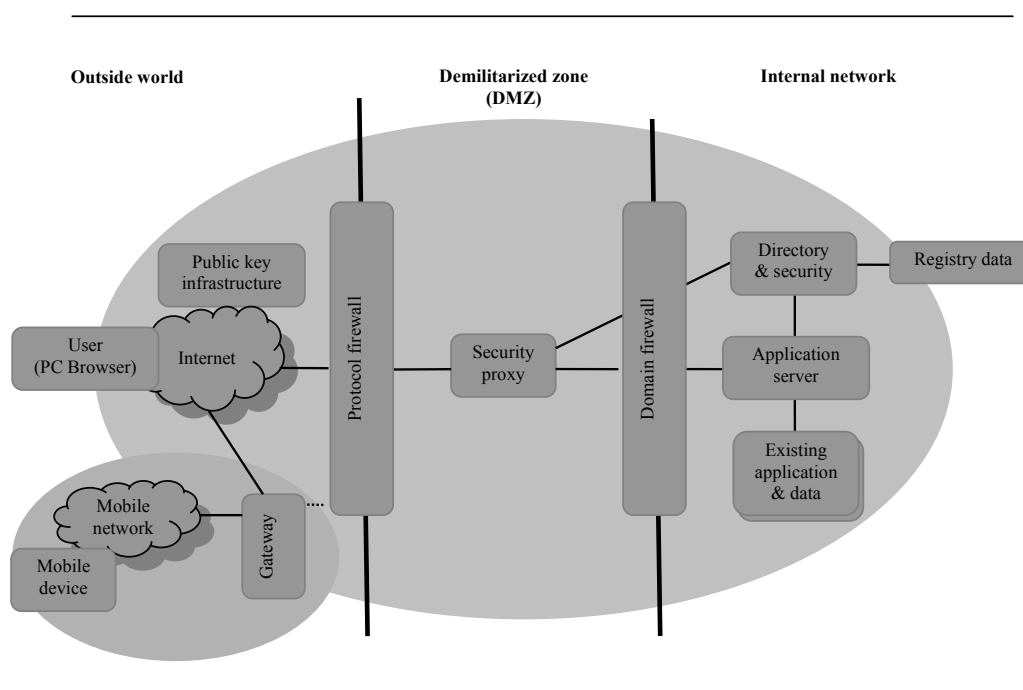 Outside world
Demilitarized zone
(DMZ)
Internal network
Public key
infrastructure
User
(PC Browser)
Internet
Mobile
network
Mobile
device
Gateway
....
Protocol firewall
Security
proxy
Domain firewall
Directory
& security
Registry data
Application
server
Existing
application
& data